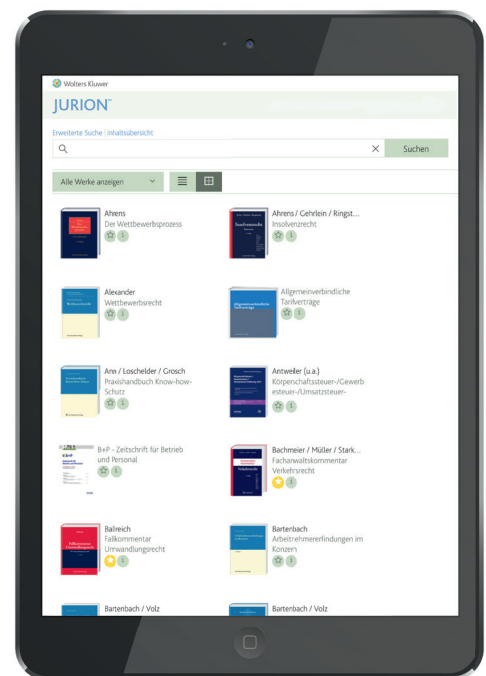 Wolters Kluwer
JURION
Erweiterte Suche | Inhaltsübersicht
Suchen
Alle Werke anzeigen
Ahrens
Der Wettbewerbsprozess
Ahrens / Gehrlein / Ringst...
Insolvenzrecht
Alexander
Wettbewerbsrecht
Allgemeinverbindliche
Tarifverträge
Ann / Loschelder / Grosch
Praxishandbuch Know-how-
Schutz
Antweiler (u.a.)
Körperschaftssteuer-/Gewerb
esteuer-/Umsatzsteuer-
B+P - Zeitschrift für Betrieb
und Personal
Bachmeier / Müller / Stark...
Fachanwaltskommentar
Verkehrsrecht
Ballreich
Fallkommentar
Umwandlungsrecht
Bartenbach
Arbeitnehmererfindungen im
Konzern
Bartenbach / Volz
Bartenbach / Volz